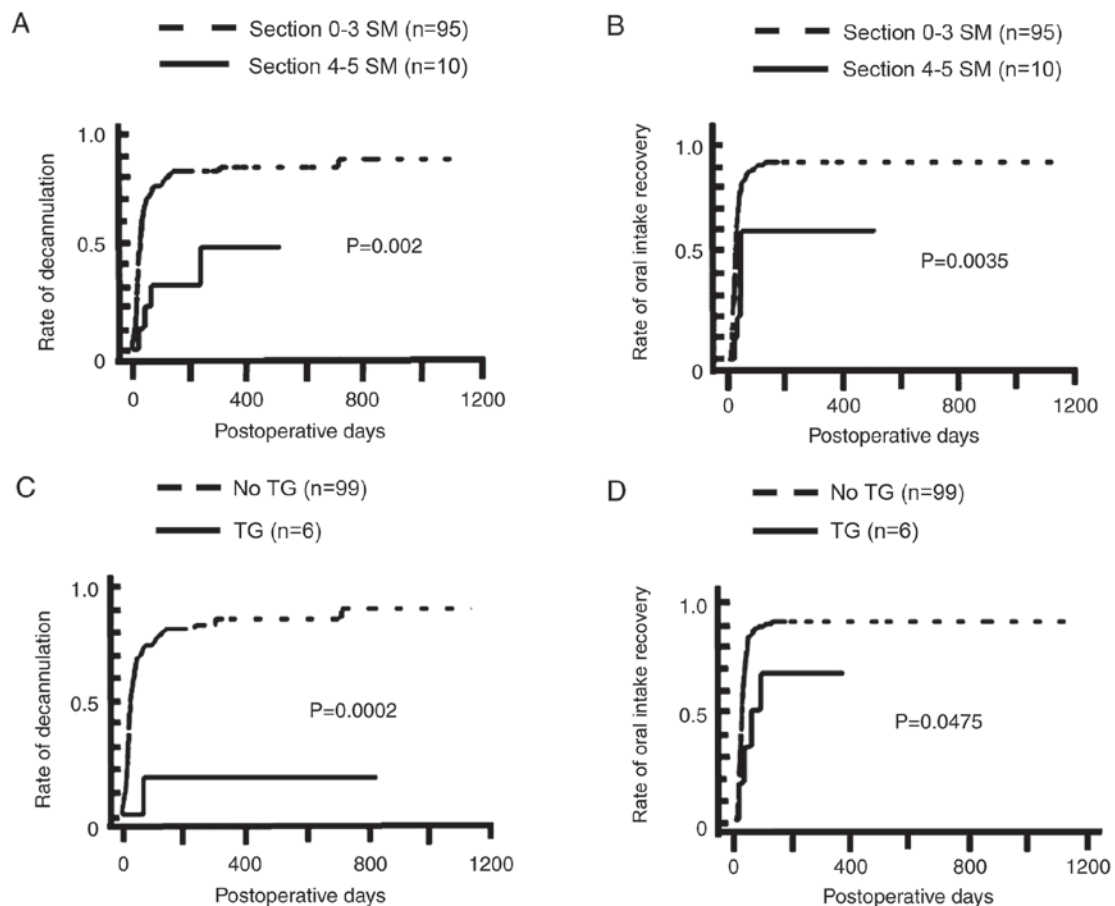 A
Section 0-3 SM (n=95)
Section 4-5 SM (n=10)
Rate of decannulation
1.0
0.5
0
P=0.002
0 400 800 1200
Postoperative days
B
Section 0-3 SM (n=95)
Section 4-5 SM (n=10)
Rate of oral intake recovery
1.0
0.5
0
P=0.0035
0 400 800 1200
Postoperative days
C
No TG (n=99)
TG (n=6)
Rate of decannulation
1.0
0.5
0
P=0.0002
0 400 800 1200
Postoperative days
D
No TG (n=99)
TG (n=6)
Rate of oral intake recovery
1.0
0.5
0
P=0.0475
0 400 800 1200
Postoperative days